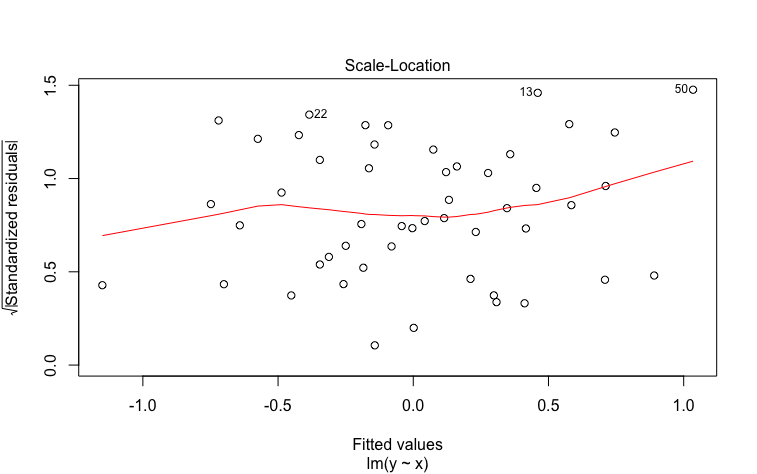 Scale-Location
√|Standardized residuals|
1.5
1.0
0.5
0.0
13
50
22
-1.0 -0.5 0.0 0.5 1.0
Fitted values
lm(y ~ x)